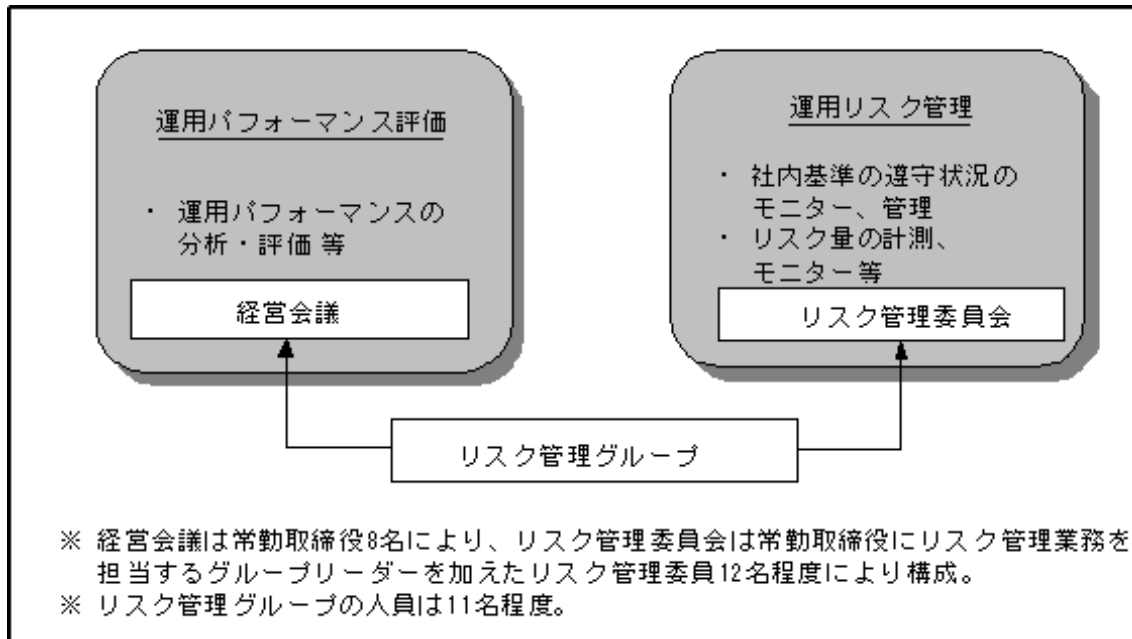 運用パフォーマンス評価
・ 運用パフォーマンスの
分析・評価 等
経営会議
運用リスク管理
・ 社内基準の遵守状況の
モニター、管理
・ リスク量の計測、
モニター等
リスク管理委員会
リスク管理グループ
※ 経営会議は常勤取締役8名により、リスク管理委員会は常勤取締役にリスク管理業務を
担当するグループリーダーを加えたリスク管理委員12名程度により構成。
※ リスク管理グループの人員は11名程度。